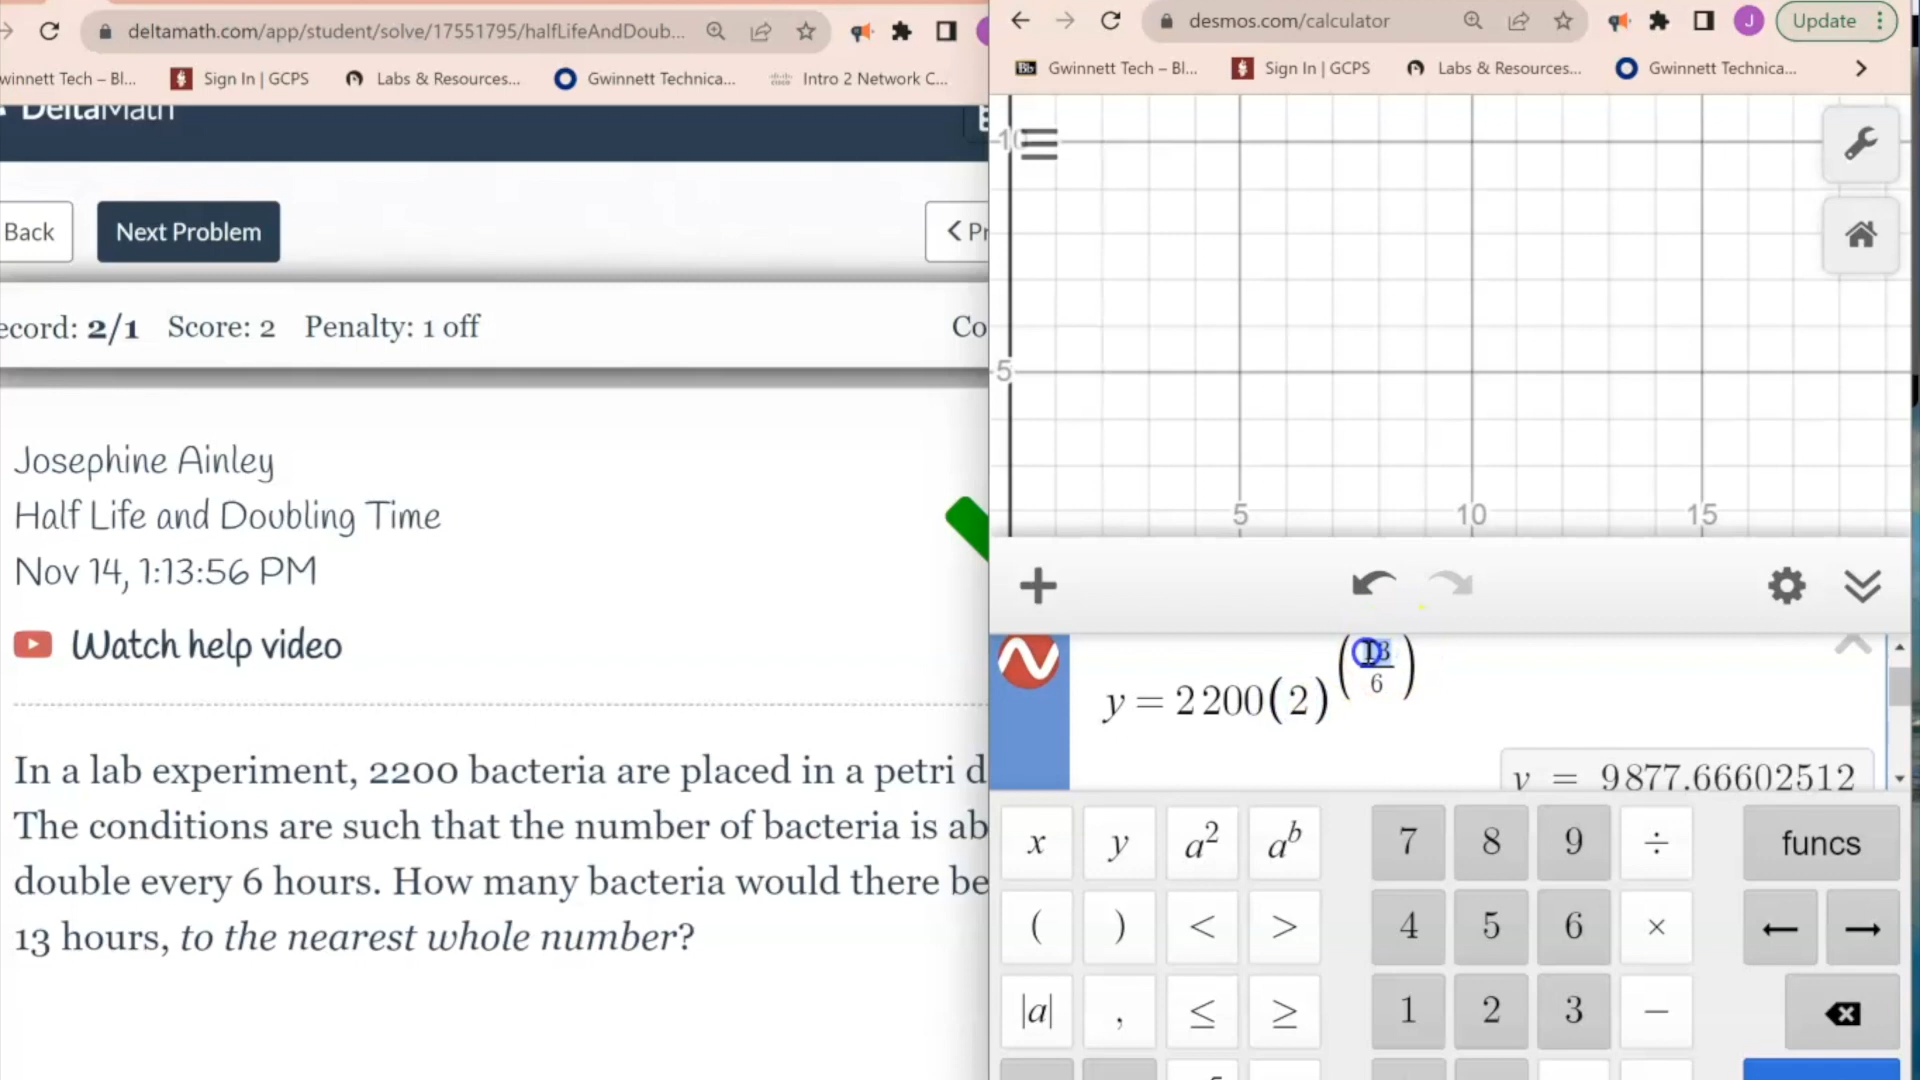 deltamath.com/app/student/solve/17551795/halfLifeAndDoub...
winnett Tech – Bl...
Sign In | GCPS
Labs & Resources...
Gwinnett Technica...
Intro 2 Network C...
DeltaMath
Back
Next Problem
< Pr
ecord: 2/1 Score: 2 Penalty: 1 off
Co
Josephine Ainley
Half Life and Doubling Time
Nov 14, 1:13:56 PM
Watch help video
In a lab experiment, 2200 bacteria are placed in a petri d
The conditions are such that the number of bacteria is ab
double every 6 hours. How many bacteria would there be
13 hours, to the nearest whole number?
desmos.com/calculator
J
Update
Bb
Gwinnett Tech – Bl...
Sign In | GCPS
Labs & Resources...
Gwinnett Technica...
10
5
5 10 15
y = 2200(2)^(13/6)
y = 9877.66602512
x y a² aᵇ 7 8 9 ÷ funcs
( ) < > 4 5 6 × ← →
|a| , ≤ ≥ 1 2 3 −